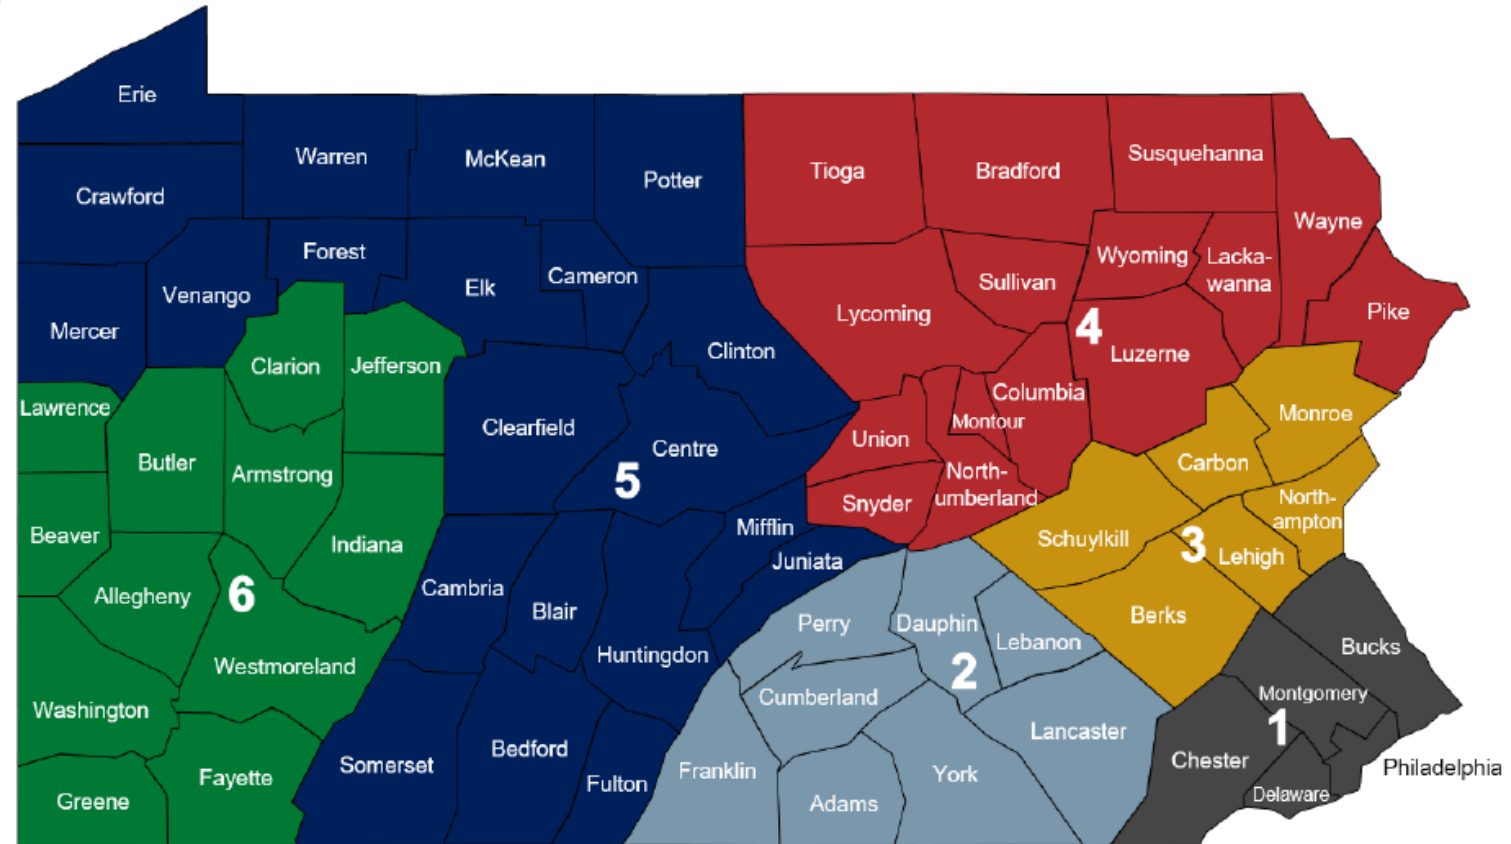 Erie
Warren
McKean
Potter
Tioga
Bradford
Susquehanna
Crawford
Wayne
Forest
Venango
Elk
Cameron
Wyoming
Lacka-
wanna
Sullivan
Mercer
Lycoming
4
Pike
Clarion
Jefferson
Clinton
Luzerne
Lawrence
Columbia
Montour
Monroe
Clearfield
Centre
Union
Butler
Armstrong
5
North-
umberland
Carbon
Snyder
North-
ampton
Beaver
Indiana
Mifflin
Juniata
Schuylkill
3
Lehigh
Allegheny
6
Cambria
Blair
Perry
Dauphin
Lebanon
Berks
Westmoreland
Huntingdon
Cumberland
2
Bucks
Washington
Montgomery
1
Lancaster
Chester
Philadelphia
Greene
Fayette
Somerset
Bedford
Fulton
Franklin
Adams
York
Delaware